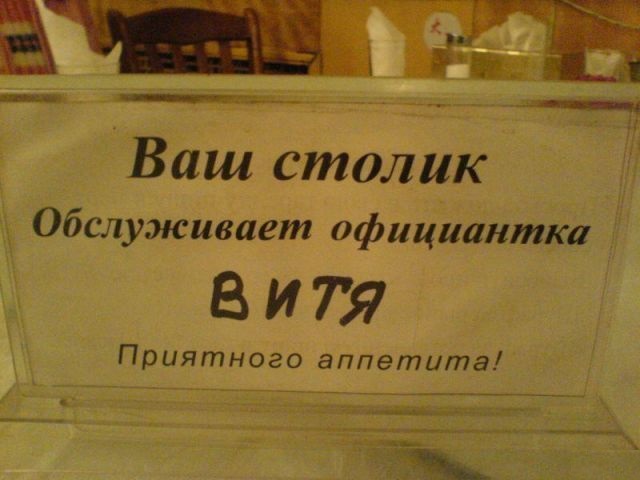 Ваш столик
Обслуживает официантка
ВИТЯ
Приятного аппетита!